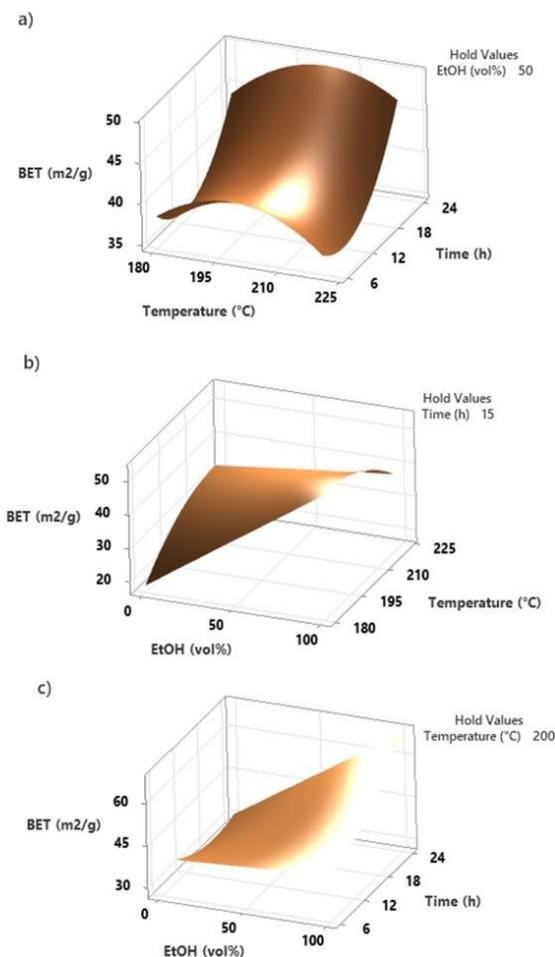 a)
Hold Values
EtOH (vol%) 50
50
45
BET (m2/g)
40
35
180
195
210
225
Temperature (°C)
24
18
12
6
Time (h)
b)
Hold Values
Time (h) 15
50
40
BET (m2/g)
30
20
0
50
100
EtOH (vol%)
225
210
195
180
Temperature (°C)
c)
Hold Values
Temperature (°C) 200
60
BET (m2/g)
45
30
0
50
100
EtOH (vol%)
24
18
12
6
Time (h)